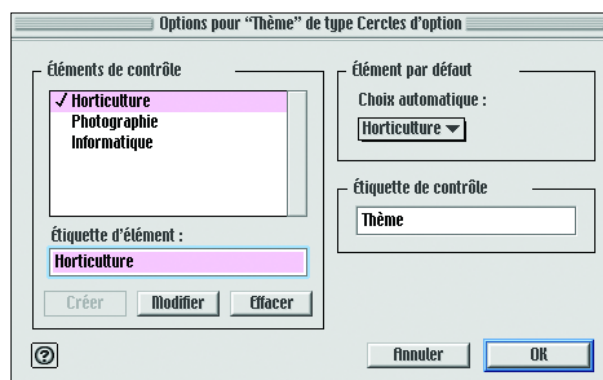 Options pour “Thème” de type Cercles d’option
Éléments de contrôle
✓ Horticulture
Photographie
Informatique
Étiquette d’élément :
Horticulture
Créer
Modifier
Effacer
Élément par défaut
Choix automatique :
Horticulture
Étiquette de contrôle
Thème
?
Annuler
OK